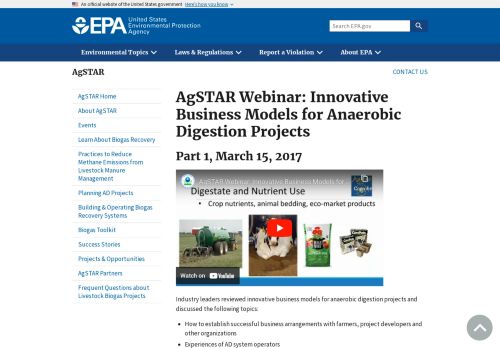 An official website of the United States government Here's how you know
EPA United States
Environmental Protection
Agency
Search EPA.gov
Environmental Topics
Laws & Regulations
Report a Violation
About EPA
AgSTAR
CONTACT US
AgSTAR Home
About AgSTAR
Events
Learn About Biogas Recovery
Practices to Reduce
Methane Emissions from
Livestock Manure
Management
Planning AD Projects
Building & Operating Biogas
Recovery Systems
Biogas Toolkit
Success Stories
Projects & Opportunities
AgSTAR Partners
Frequent Questions about
Livestock Biogas Projects
AgSTAR Webinar: Innovative
Business Models for Anaerobic
Digestion Projects
Part 1, March 15, 2017
AgSTAR Webinar: Innovative Business Models for
Digestate and Nutrient Use
• Crop nutrients, animal bedding, eco-market products
Watch on YouTube
Industry leaders reviewed innovative business models for anaerobic digestion projects and
discussed the following topics:
• How to establish successful business arrangements with farmers, project developers and
other organizations
• Experiences of AD system operators